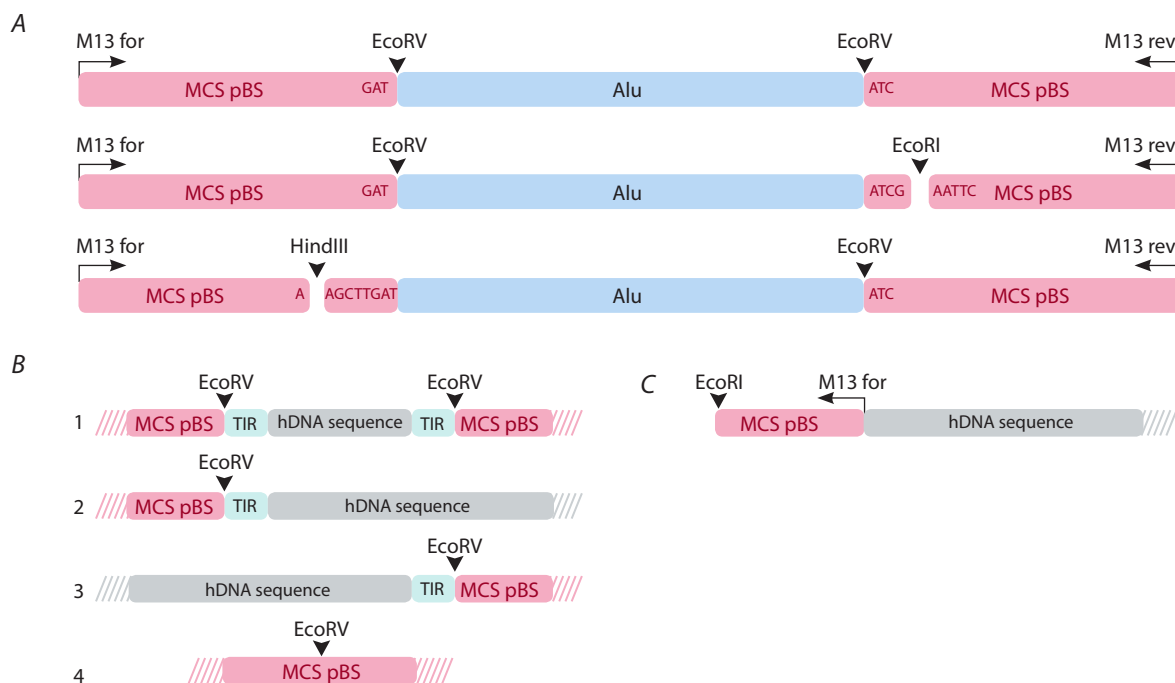 A
M13 for EcoRV EcoRV M13 rev
MCS pBS GAT Alu ATC MCS pBS
M13 for EcoRV EcoRI M13 rev
MCS pBS GAT Alu ATCG AATTC MCS pBS
M13 for HindIII EcoRV M13 rev
MCS pBS A AGCTTGAT Alu ATC MCS pBS
B
EcoRV EcoRV
1 MCS pBS TIR hDNA sequence TIR MCS pBS
EcoRV
2 MCS pBS TIR hDNA sequence
EcoRV
3 hDNA sequence TIR MCS pBS
EcoRV
4 MCS pBS
C
EcoRI M13 for
MCS pBS hDNA sequence